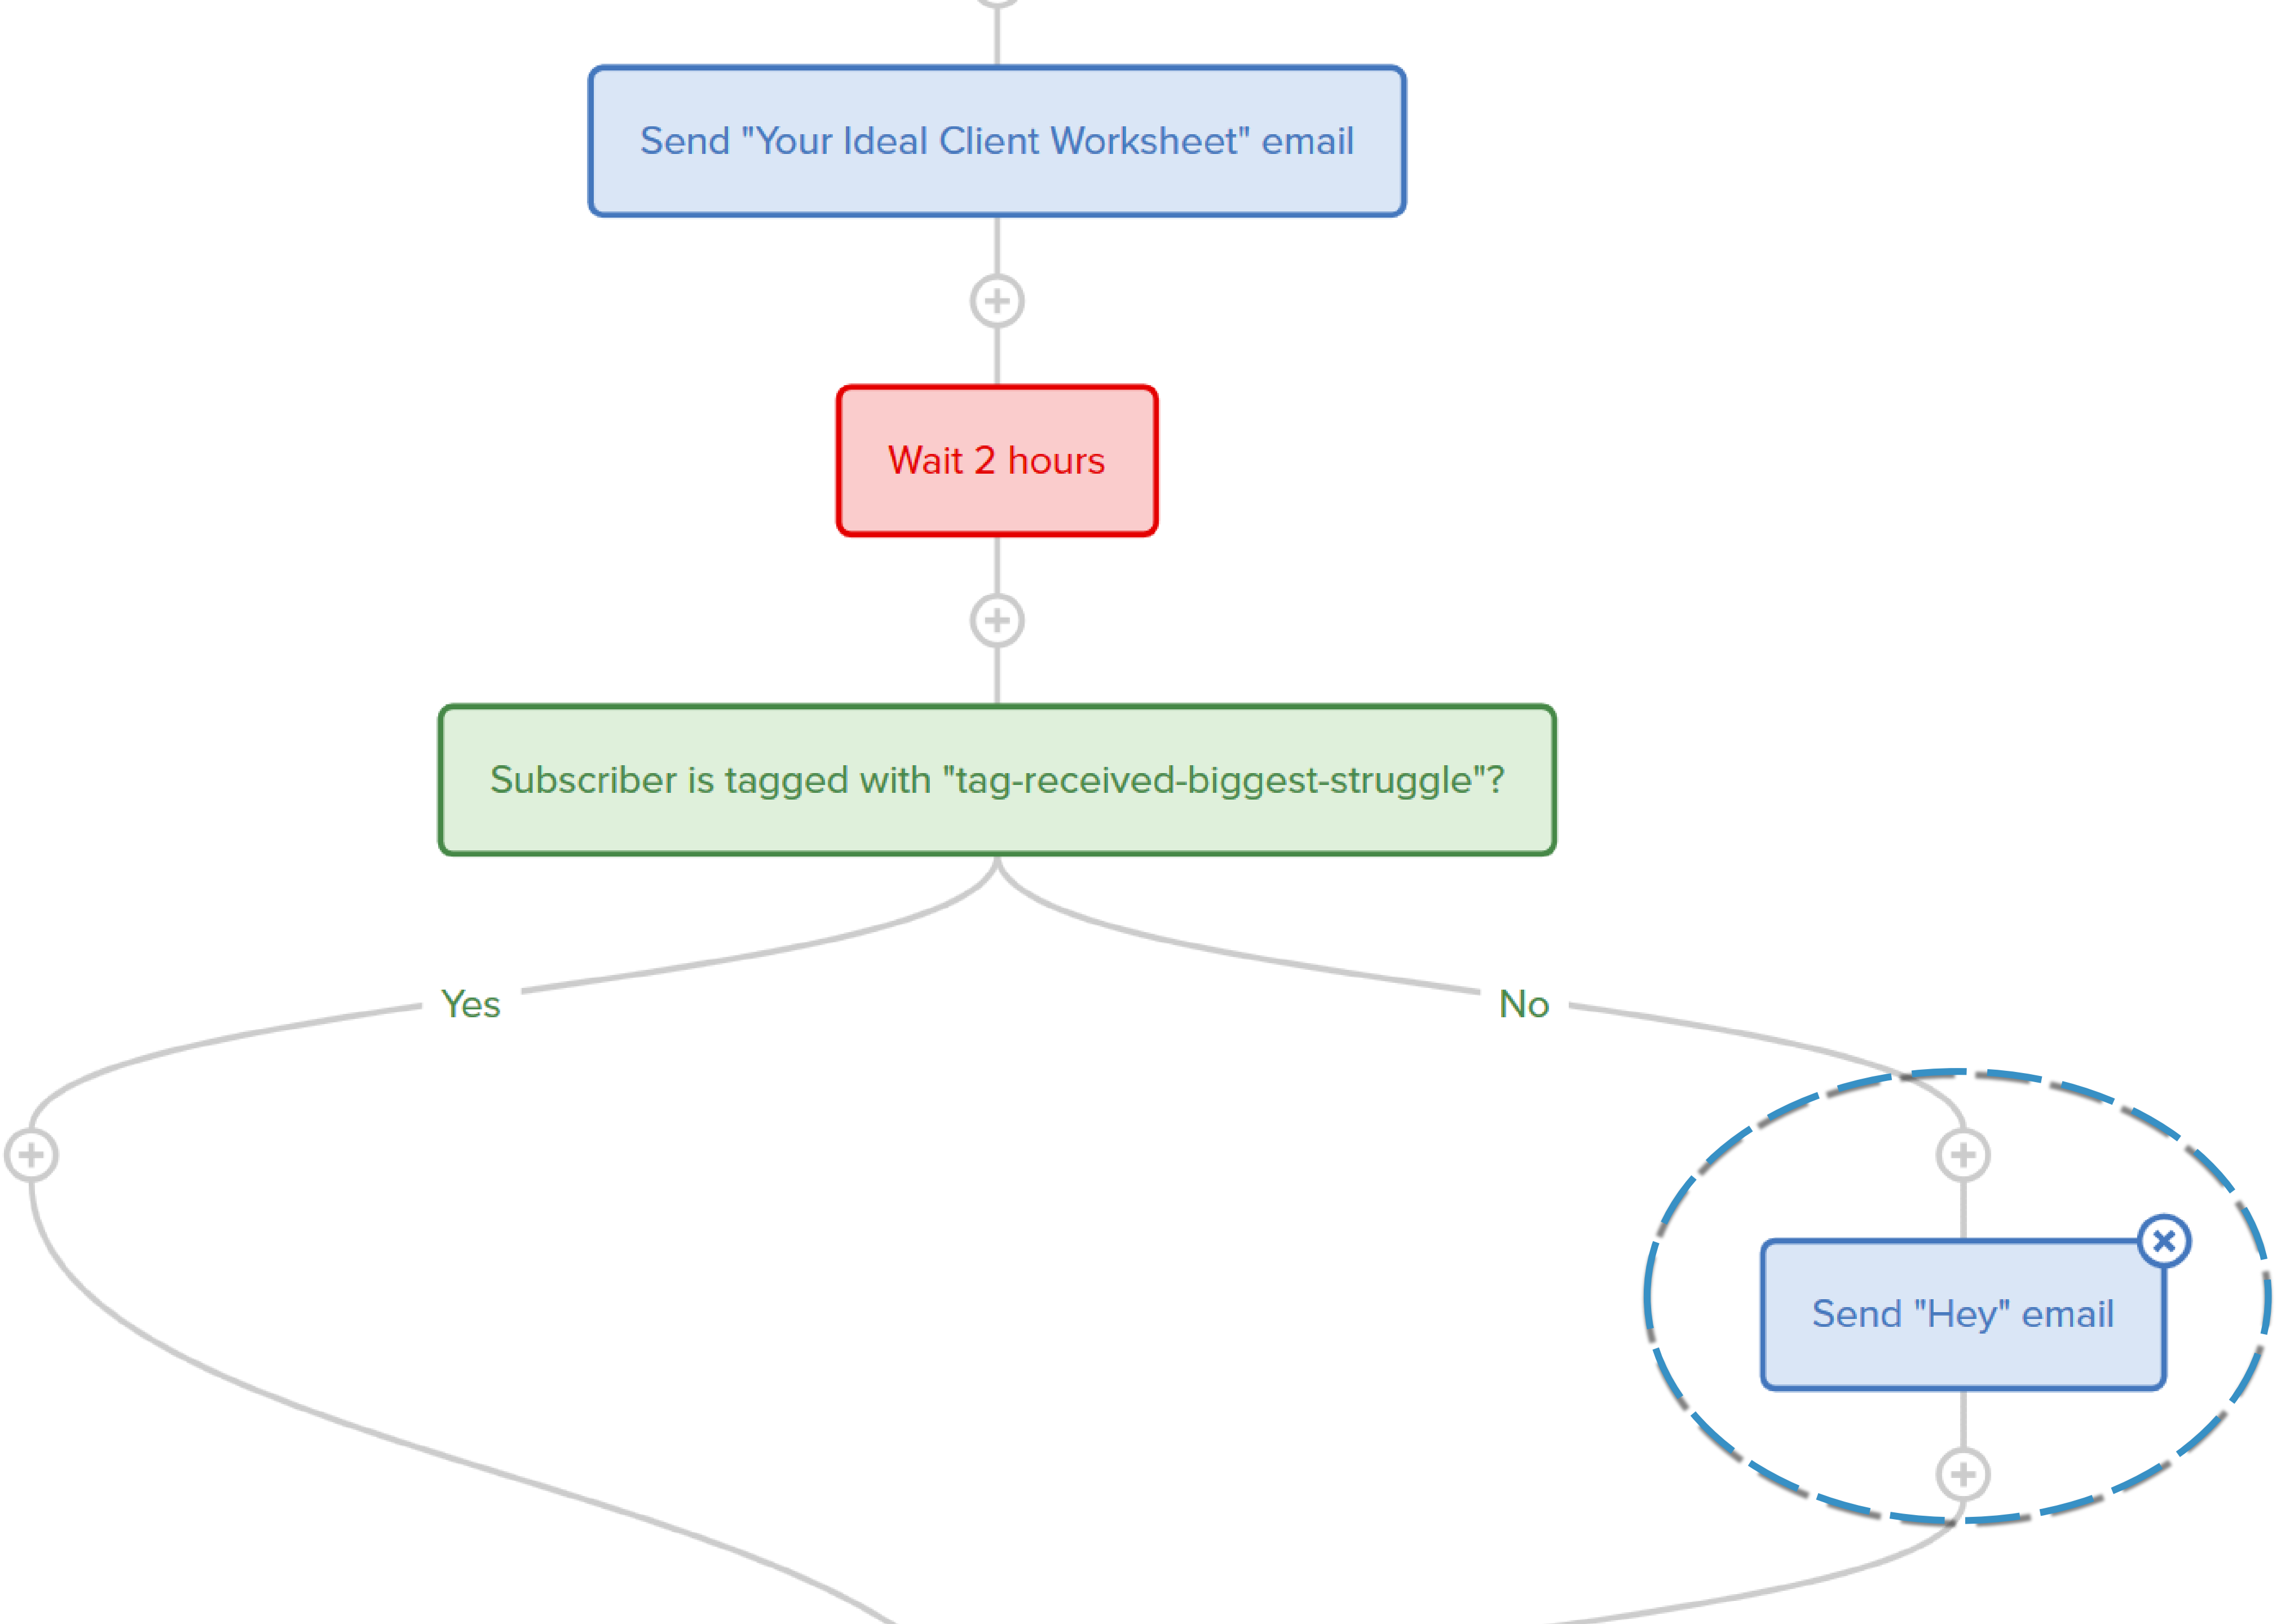 Send "Your Ideal Client Worksheet" email
Wait 2 hours
Subscriber is tagged with "tag-received-biggest-struggle"?
Yes
No
Send "Hey" email